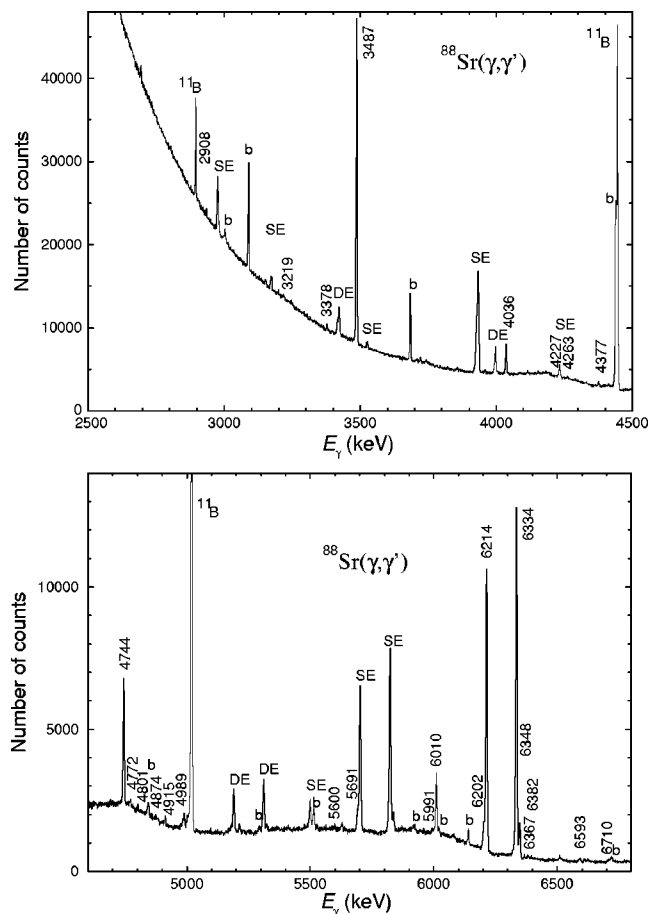 ⁸⁸Sr(γ,γ')
Number of counts
40000
30000
20000
10000
0
¹¹B
2908
SE
b
b
SE
3219
3378
DE
3487
SE
b
SE
DE
4036
4227
SE
4263
4377
b
¹¹B
2500
3000
3500
4000
4500
Eγ (keV)
⁸⁸Sr(γ,γ')
Number of counts
10000
5000
0
4744
4772
4801
b
4874
4915
4989
¹¹B
DE
b
DE
SE
b
5600
5691
SE
SE
b
5991
6010
b
b
6202
6214
6334
6348
6367
6382
6593
6710
b
5000
5500
6000
6500
Eγ (keV)